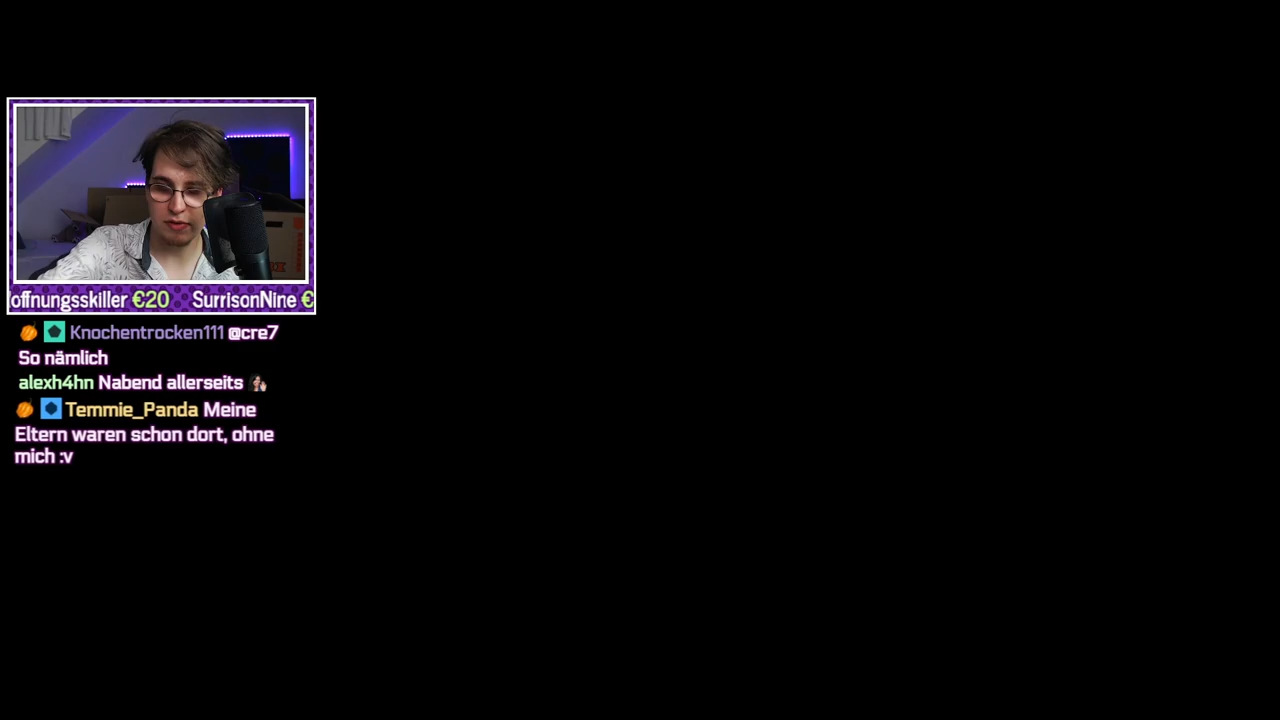 offnungsskiller €20 SurrisonNine €
Knochentrocken111 @cre7
So nämlich
alexh4hn Nabend allerseits
Temmie_Panda Meine
Eltern waren schon dort, ohne
mich :v